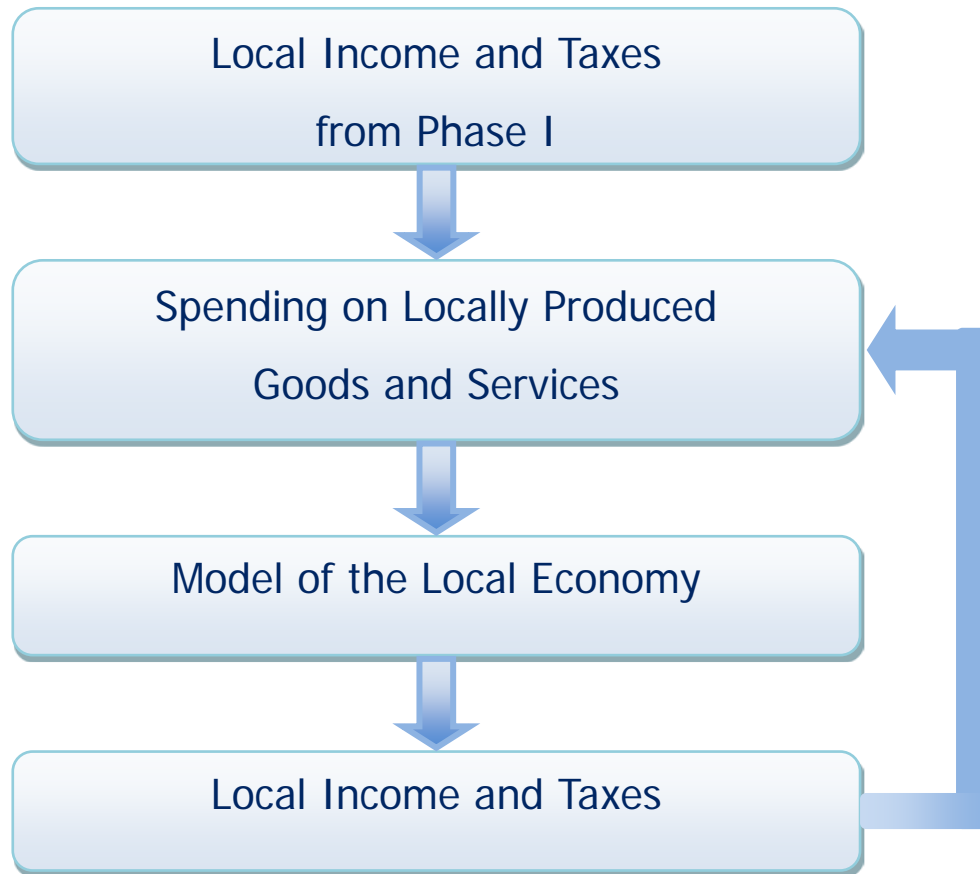 Local Income and Taxes
from Phase I
Spending on Locally Produced
Goods and Services
Model of the Local Economy
Local Income and Taxes